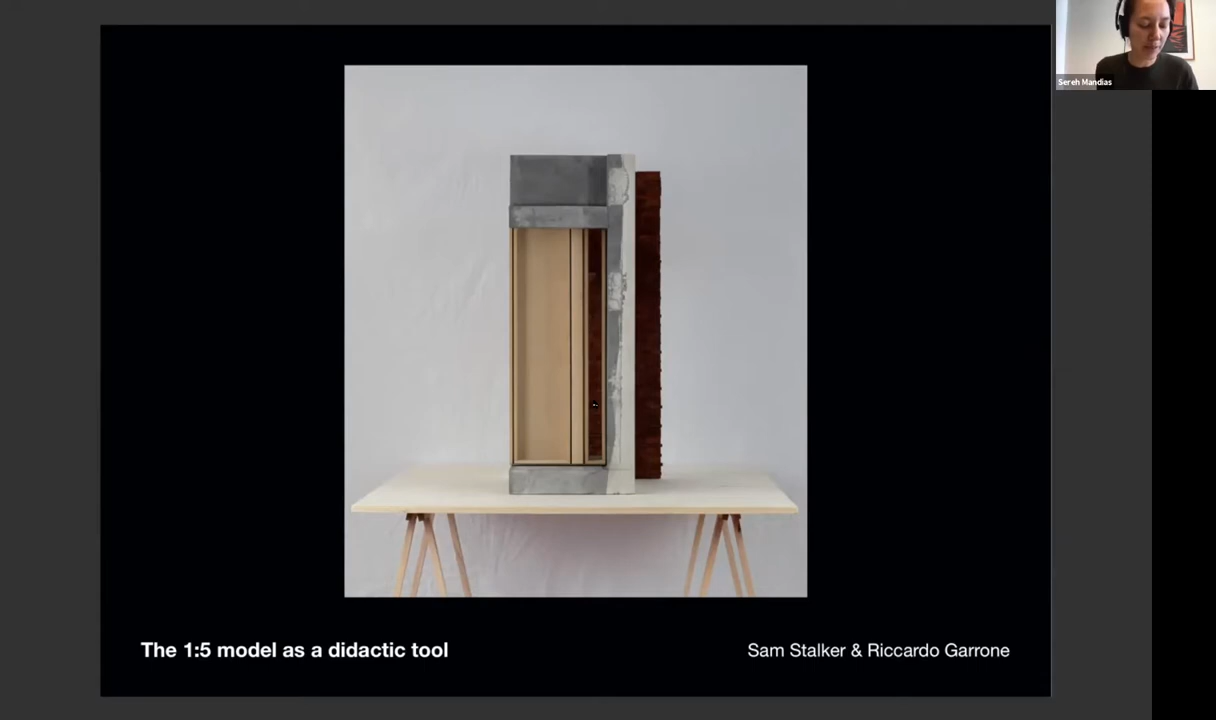 Sereh Mandias
The 1:5 model as a didactic tool
Sam Stalker & Riccardo Garrone